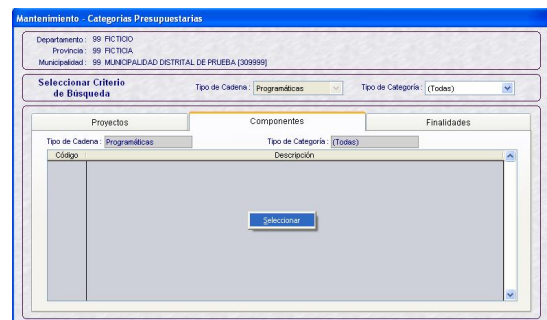 Mantenimiento - Categorías Presupuestarias
Departamento : 99 FICTICIO
Provincia : 99 FICTICIA
Municipalidad : 99 MUNICIPALIDAD DISTRITAL DE PRUEBA [309999]
Seleccionar Criterio de Búsqueda
Tipo de Cadena : Programáticas Tipo de Categoría : (Todas)
Proyectos Componentes Finalidades
Tipo de Cadena : Programáticas Tipo de Categoría : (Todas)
Código Descripción
Seleccionar